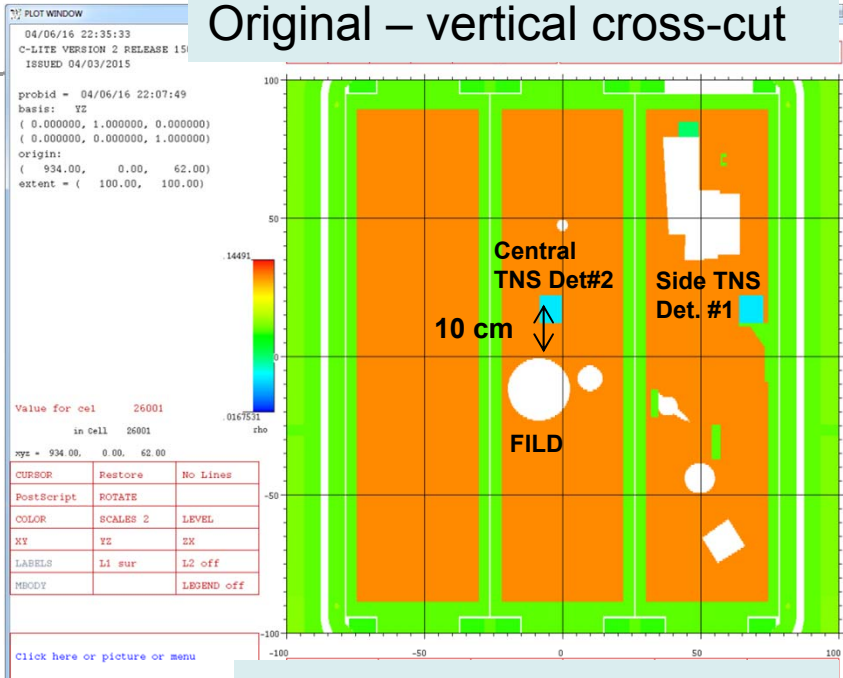 Original – vertical cross-cut
PLOT WINDOW
04/06/16 22:35:33
C-LITE VERSION 2 RELEASE
ISSUED 04/03/2015
probid = 04/06/16 22:07:49
basis: YZ
( 0.000000, 1.000000, 0.000000)
( 0.000000, 0.000000, 1.000000)
origin:
( 934.00, 0.00, 62.00)
extent = ( 100.00, 100.00)
100
50
0
-50
-100
-100 -50 0 50 100
.14491
.0167531
rho
Central
TNS Det#2
Side TNS
Det. #1
10 cm
FILD
Value for cel 26001
in Cell 26001
xyz = 934.00, 0.00, 62.00
CURSOR Restore No Lines
PostScript ROTATE
COLOR SCALES 2 LEVEL
XY YZ ZX
LABELS L1 sur L2 off
MBODY LEGEND off
Click here or picture or menu